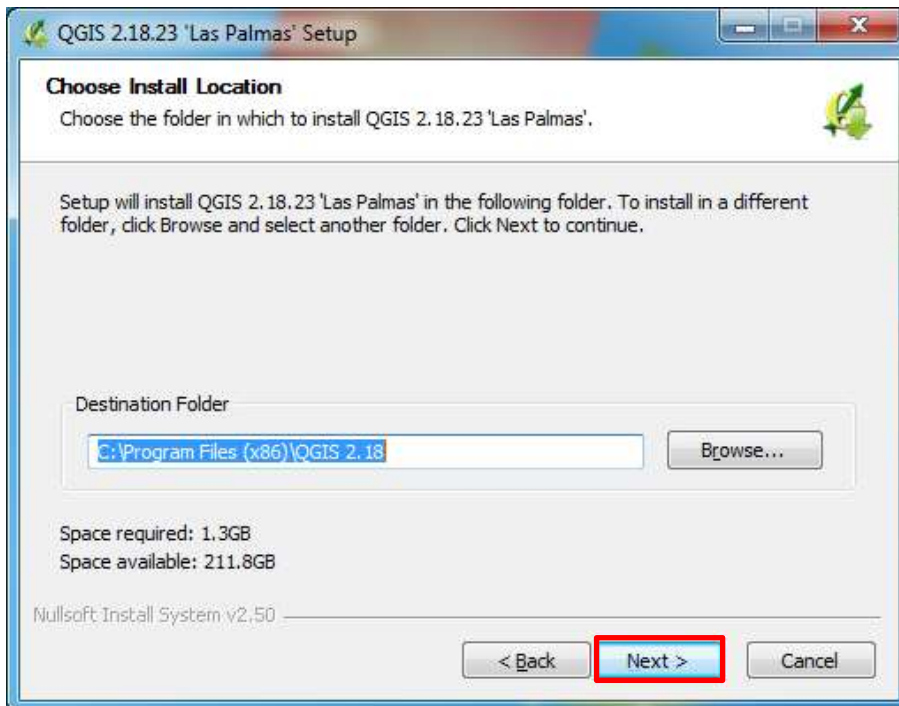 QGIS 2.18.23 'Las Palmas' Setup
Choose Install Location
Choose the folder in which to install QGIS 2.18.23 'Las Palmas'.
Setup will install QGIS 2.18.23 'Las Palmas' in the following folder. To install in a different
folder, click Browse and select another folder. Click Next to continue.
Destination Folder
C:\Program Files (x86)\QGIS 2.18
Browse...
Space required: 1.3GB
Space available: 211.8GB
Nullsoft Install System v2.50
< Back
Next >
Cancel